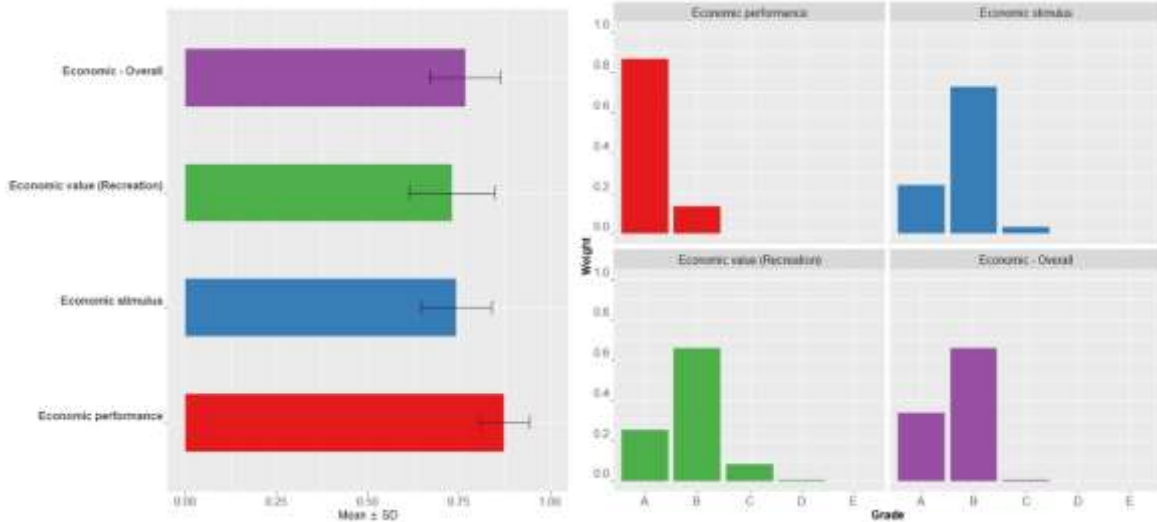 Economic - Overall
Economic value (Recreation)
Economic stimulus
Economic performance
0.00 0.25 0.50 0.75 1.00
Mean ± SD
Economic performance Economic stimulus
1.0
0.8
0.6
0.4
0.2
0.0
Weight
Economic value (Recreation) Economic - Overall
1.0
0.8
0.6
0.4
0.2
0.0
A B C D E A B C D E
Grade